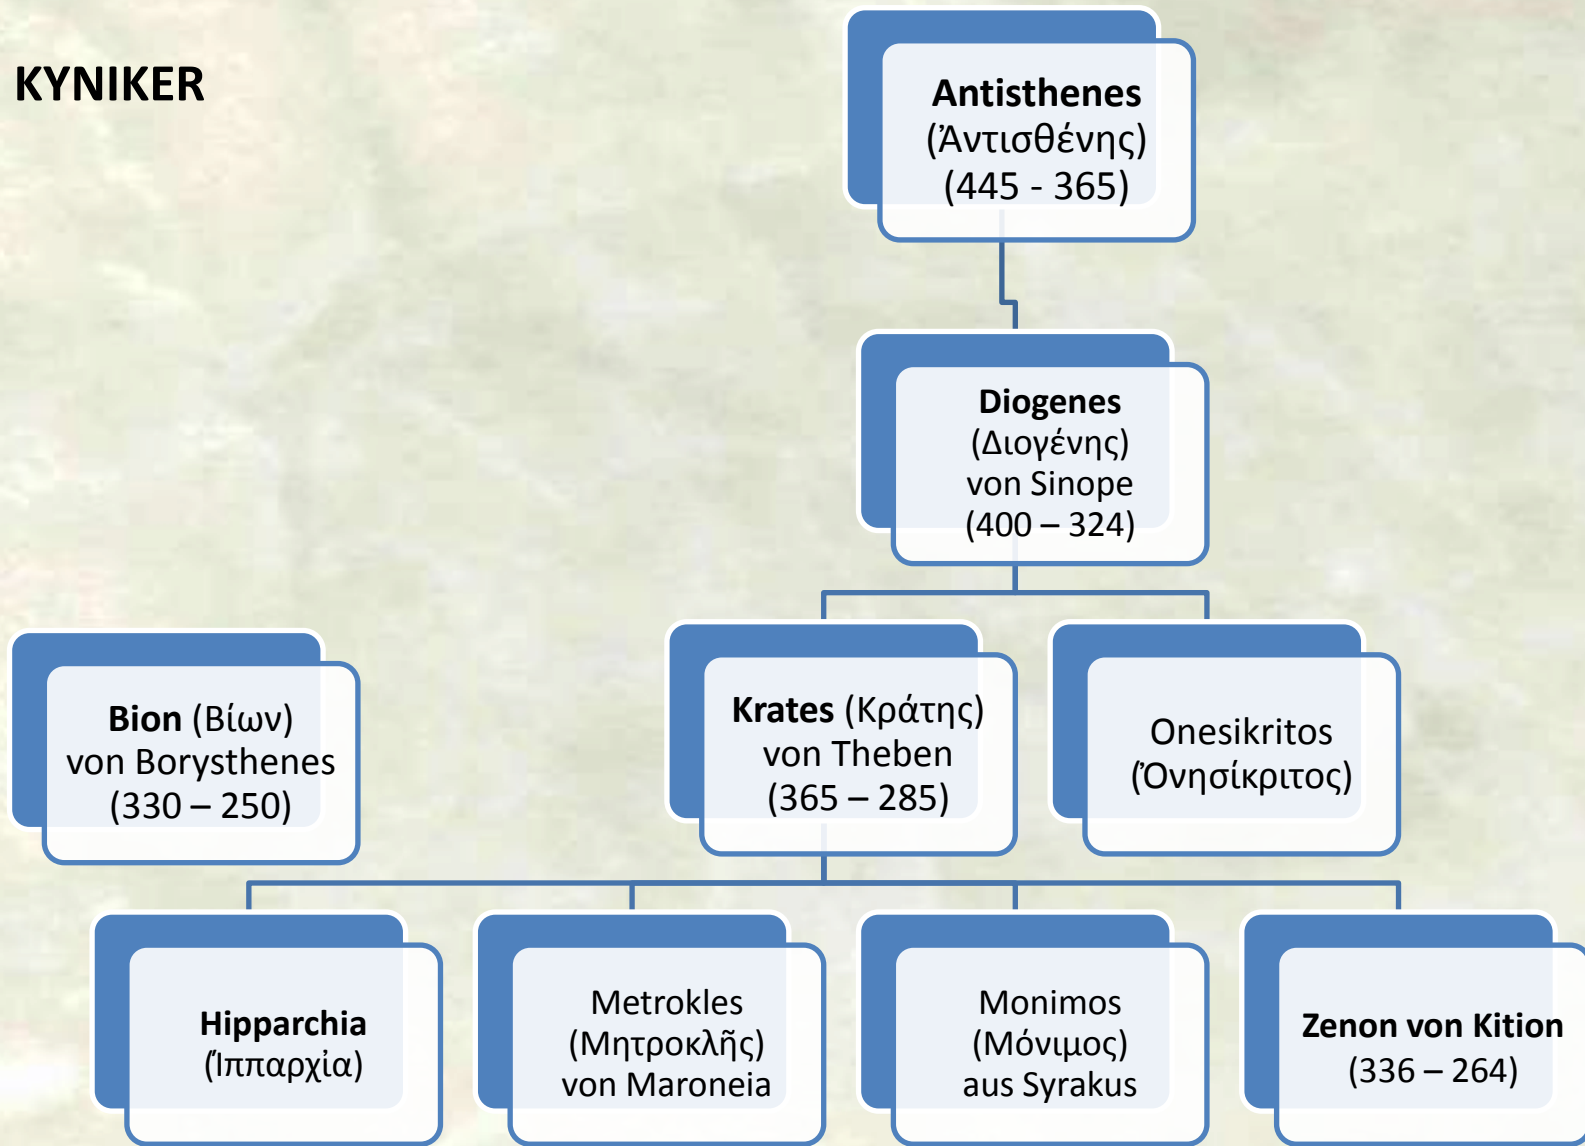 KYNIKER
Antisthenes
(Ἀντισθένης)
(445 - 365)
Diogenes
(Διογένης)
von Sinope
(400 – 324)
Bion (Βίων)
von Borysthenes
(330 – 250)
Krates (Κράτης)
von Theben
(365 – 285)
Onesikritos
(Ὀνησίκριτος)
Hipparchia
(Ἱππαρχὶα)
Metrokles
(Μητροκλῆς)
von Maroneia
Monimos
(Μόνιμος)
aus Syrakus
Zenon von Kition
(336 – 264)